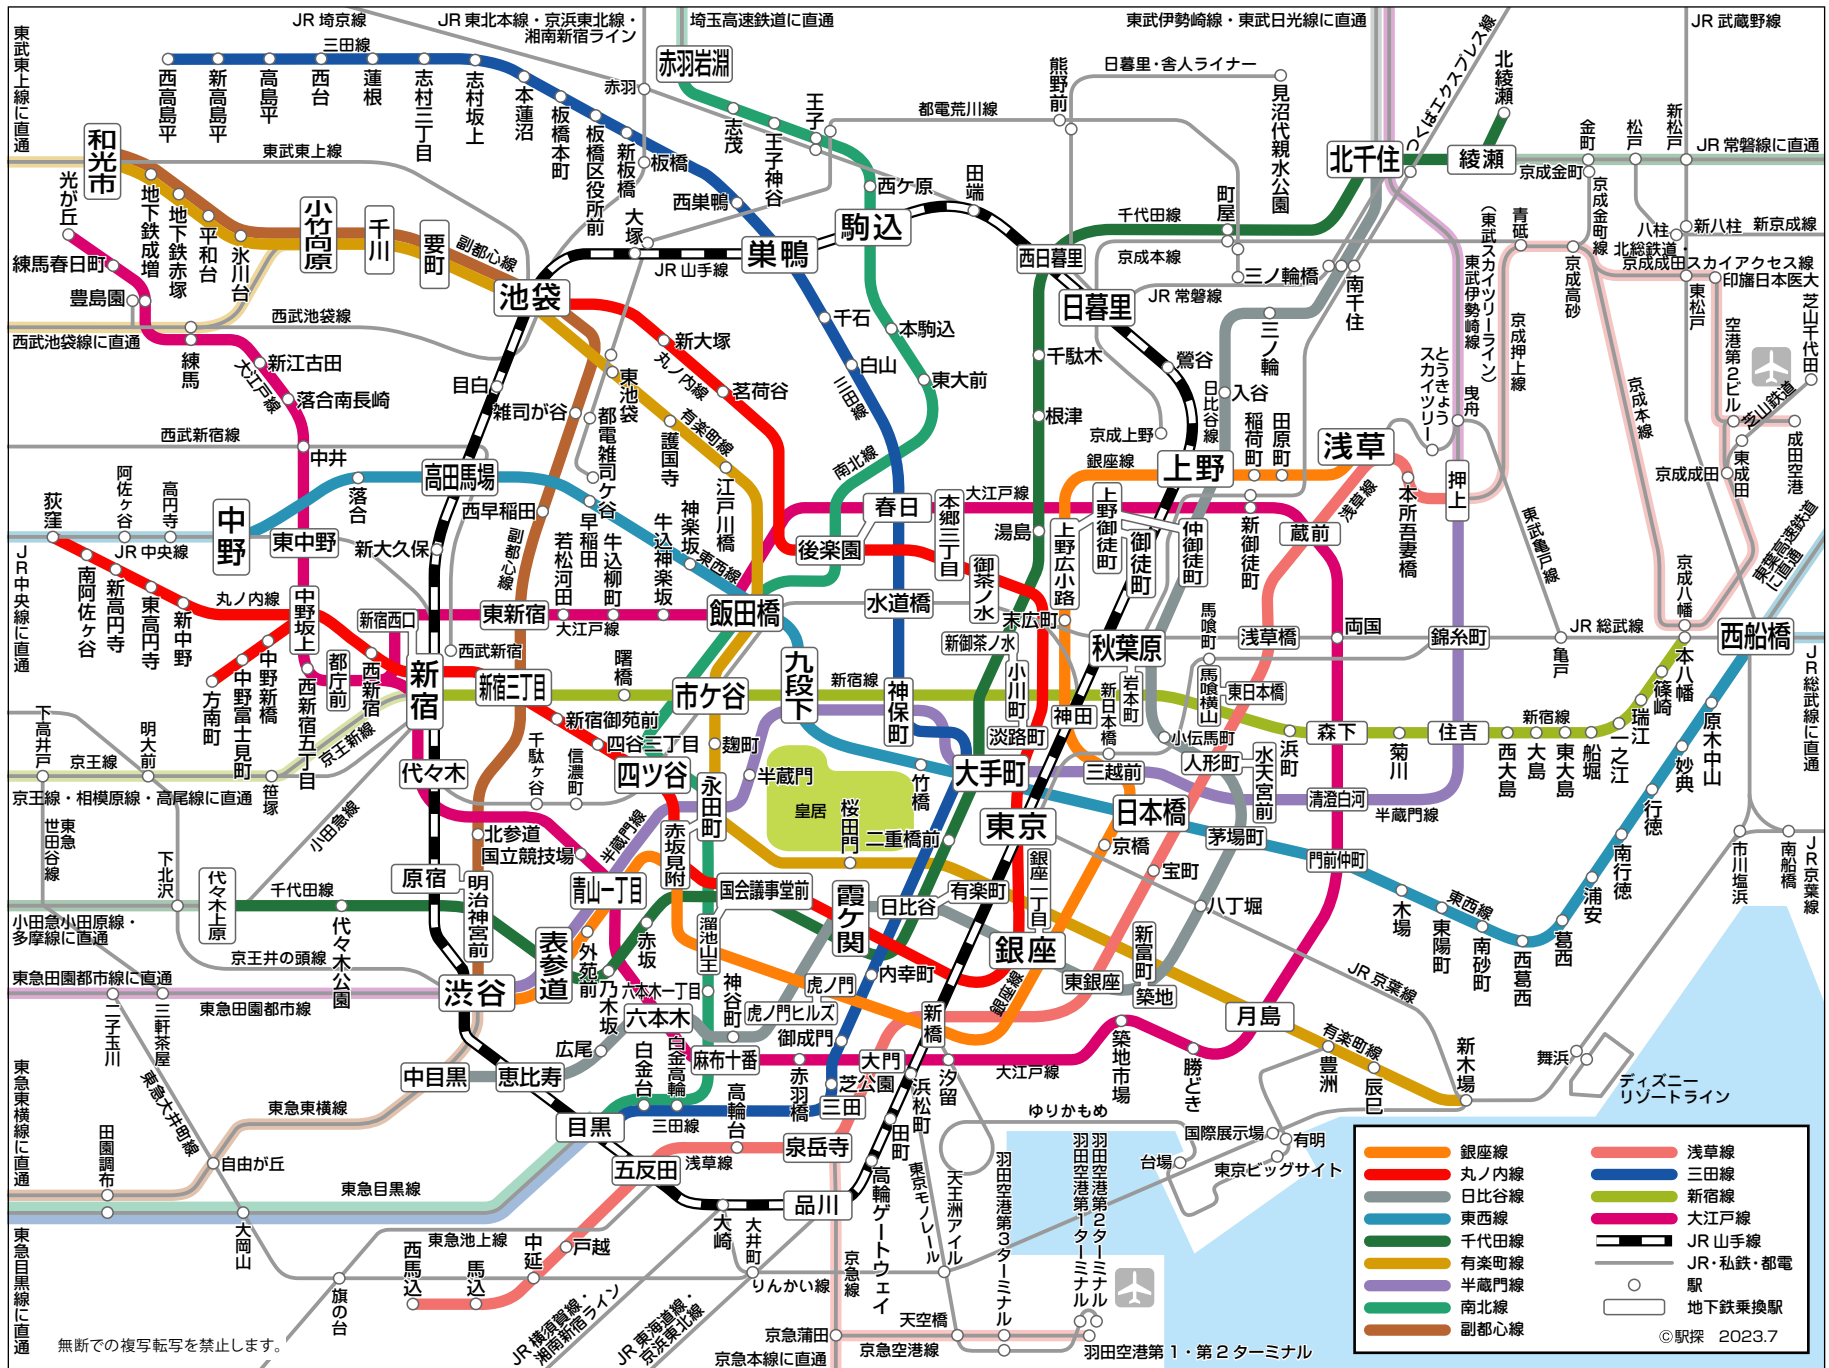 東武東上線に直通
JR 埼京線
JR 東北本線・京浜東北線・
湘南新宿ライン
埼玉高速鉄道に直通
東武伊勢崎線・東武日光線に直通
つくばエクスプレス線
JR 武蔵野線
三田線
西高島平
新高島平
高島平
西台
蓮根
志村三丁目
志村坂上
本蓮沼
板橋本町
板橋区役所前
新板橋
板橋
西巣鴨
赤羽
赤羽岩淵
志茂
王子神谷
王子
西ケ原
都電荒川線
熊野前
日暮里・舎人ライナー
見沼代親水公園
北綾瀬
北千住
綾瀬
金町
松戸
新松戸
JR 常磐線に直通
京成金町
京成金町線
八柱
新八柱
新京成線
北総鉄道・
京成成田スカイアクセス線
印旛日本医大
東松戸
芝山千代田
芝山鉄道
空港第2ビル
成田空港
東成田
京成成田
京成本線
青砥
京成高砂
京成押上線
(東武スカイツリーライン)
東武伊勢崎線
とうきょう
スカイツリー
曳舟
押上
和光市
東武東上線
地下鉄成増
地下鉄赤塚
平和台
氷川台
小竹向原
千川
要町
副都心線
池袋
光が丘
練馬春日町
豊島園
西武池袋線
西武池袋線に直通
練馬
新江古田
大江戸線
落合南長崎
西武新宿線
中井
大塚
JR 山手線
巣鴨
駒込
田端
西日暮里
日暮里
千代田線
町屋
京成本線
三ノ輪橋
JR 常磐線
南千住
三ノ輪
鶯谷
日比谷線
入谷
京成上野
上野
稲荷町
田原町
浅草
銀座線
浅草線
本所吾妻橋
千石
白山
三田線
本駒込
東大前
南北線
千駄木
根津
湯島
新大塚
丸ノ内線
茗荷谷
東池袋
有楽町線
護国寺
江戸川橋
目白
雑司が谷
都電雑司ケ谷
高田馬場
西早稲田
早稲田
神楽坂
東西線
副都心線
新大久保
若松河田
牛込柳町
牛込神楽坂
飯田橋
後楽園
春日
本郷三丁目
大江戸線
上野御徒町
上野広小路
御徒町
仲御徒町
新御徒町
蔵前
御茶ノ水
水道橋
新御茶ノ水
末広町
秋葉原
浅草橋
両国
錦糸町
亀戸
JR 総武線
東武亀戸線
京成八幡
本八幡
西船橋
東葉高速鉄道
に直通
JR総武線に直通
荻窪
阿佐ケ谷
高円寺
中野
落合
東中野
JR 中央線
JR中央線に直通
南阿佐ケ谷
新高円寺
東高円寺
新中野
丸ノ内線
中野坂上
中野新橋
中野富士見町
方南町
新宿西口
都庁前
西新宿
西新宿五丁目
西武新宿
新宿
東新宿
大江戸線
新宿三丁目
新宿御苑前
四谷三丁目
四ツ谷
曙橋
新宿線
市ケ谷
麹町
九段下
神保町
半蔵門
永田町
小川町
淡路町
神田
岩本町
新日本橋
馬喰町
馬喰横山
東日本橋
小伝馬町
人形町
水天宮前
浜町
森下
菊川
住吉
西大島
大島
東大島
船堀
一之江
瑞江
篠崎
新宿線
原木中山
妙典
行徳
南行徳
浦安
葛西
西葛西
南砂町
東陽町
木場
東西線
下高井戸
明大前
京王線
京王線・相模原線・高尾線に直通
笹塚
京王新線
小田急線
代々木
千駄ケ谷
信濃町
東急
世田谷線
下北沢
代々木上原
千代田線
代々木公園
小田急小田原線・
多摩線に直通
京王井の頭線
北参道
国立競技場
原宿
明治神宮前
青山一丁目
半蔵門線
赤坂見附
表参道
外苑前
赤坂
乃木坂
国会議事堂前
溜池山王
皇居
桜田門
竹橋
大手町
二重橋前
東京
三越前
日本橋
京橋
宝町
茅場町
八丁堀
清澄白河
半蔵門線
門前仲町
霞ケ関
日比谷
有楽町
銀座一丁目
銀座
東銀座
新富町
築地
銀座線
内幸町
虎ノ門
虎ノ門ヒルズ
神谷町
御成門
新橋
月島
JR 京葉線
有楽町線
豊洲
辰巳
新木場
舞浜
ディズニー
リゾートライン
市川塩浜
南船橋
JR京葉線
東急田園都市線に直通
東急田園都市線
渋谷
二子玉川
三軒茶屋
東急大井町線
東急東横線に直通
東急東横線
田園調布
自由が丘
東急目黒線
東急目黒線に直通
大岡山
中目黒
恵比寿
広尾
六本木
六本木一丁目
麻布十番
白金台
白金高輪
目黒
三田線
高輪台
赤羽橋
芝公園
大門
三田
泉岳寺
浅草線
五反田
品川
田町
浜松町
汐留
築地市場
勝どき
大江戸線
ゆりかもめ
国際展示場
有明
台場
東京ビッグサイト
東京モノレール
天王洲アイル
高輪ゲートウェイ
大崎
大井町
りんかい線
東急池上線
戸越
中延
馬込
西馬込
旗の台
JR 横須賀線・
湘南新宿ライン
JR 東海道線・
京浜東北線
京急線
京急蒲田
京急本線に直通
京急空港線
天空橋
羽田空港第3ターミナル
羽田空港第1ターミナル
羽田空港第2ターミナル
羽田空港第1・第2ターミナル
無断での複写転写を禁止します。
銀座線
丸ノ内線
日比谷線
東西線
千代田線
有楽町線
半蔵門線
南北線
副都心線
浅草線
三田線
新宿線
大江戸線
JR 山手線
JR・私鉄・都電
駅
地下鉄乗換駅
©駅探 2023.7